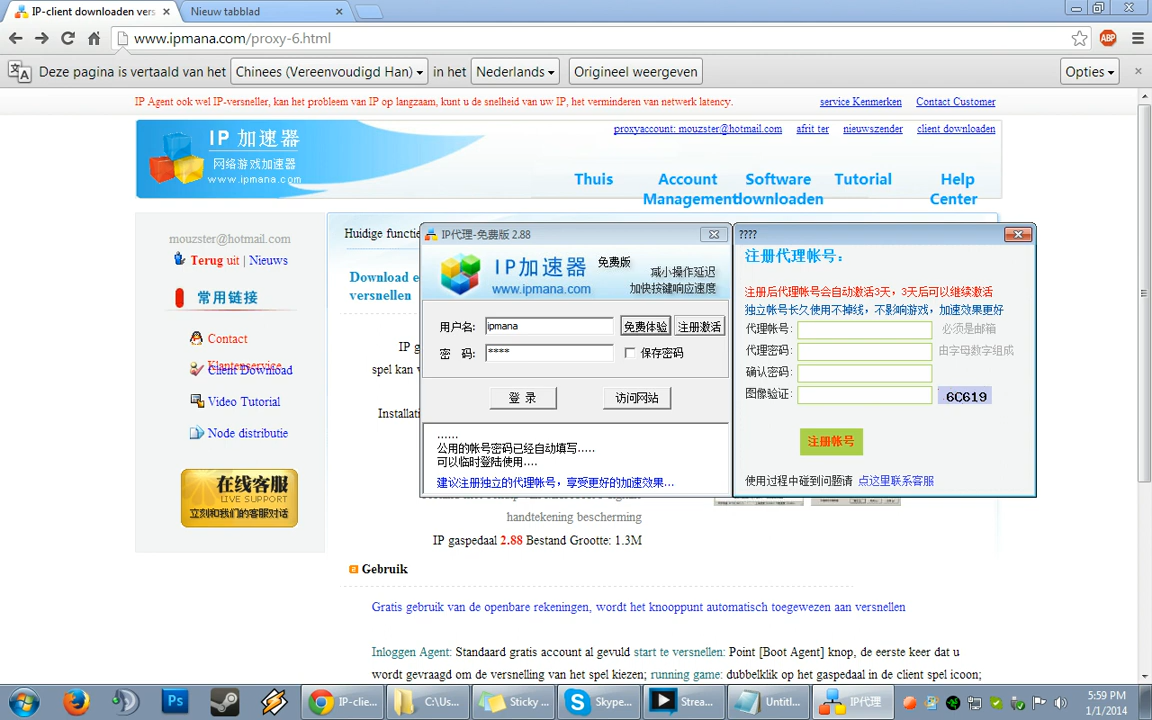 IP-client downloaden ver
Nieuw tabblad
www.ipmana.com/proxy-6.html
ABP
Deze pagina is vertaald van het Chinees (Vereenvoudigd Han) in het Nederlands Origineel weergeven Opties
IP Agent ook wel IP-versneller, kan het probleem van IP op langzaam, kunt u de snelheid van uw IP, het verminderen van netwerk latency.
service Kenmerken Contact Customer
IP 加速器
网络游戏加速器
www.ipmana.com
proxyaccount: mouzster@hotmail.com afrit ter nieuwszender client downloaden
Thuis Account Management Software downloaden Tutorial Help Center
mouzster@hotmail.com
Terug uit | Nieuws
常用链接
Contact
Klantenservice
Client Download
Video Tutorial
Node distributie
在线客服
LIVE SUPPORT
立刻和我们的客服对话
Huidige functie
Download e
versnellen
IP g
spel kan v
Installati
IP代理-免费版 2.88
IP加速器 免费版
www.ipmana.com
减小操作延迟
加快按键响应速度
用户名: ipmana 免费体验 注册激活
密 码: **** 保存密码
登 录 访问网站
......
公用的帐号密码已经自动填写.....
可以临时登陆使用....
建议注册独立的代理帐号，享受更好的加速效果...
????
注册代理帐号：
注册后代理帐号会自动激活3天，3天后可以继续激活
独立帐号长久使用不掉线，不影响游戏，加速效果更好
代理帐号: 必须是邮箱
代理密码: 由字母数字组成
确认密码:
图像验证: 6C619
注册帐号
使用过程中碰到问题请 点这里联系客服
handtekening bescherming
IP gaspedaal 2.88 Bestand Grootte: 1.3M
Gebruik
Gratis gebruik van de openbare rekeningen, wordt het knooppunt automatisch toegewezen aan versnellen
Inloggen Agent: Standaard gratis account al gevuld start te versnellen: Point [Boot Agent] knop, de eerste keer dat u
wordt gevraagd om de versnelling van het spel kiezen; running game: dubbelklik op het gaspedaal in de client spel icoon;
Ps
IP-clie...
C:\Us...
Sticky ...
Skype...
Strea...
Untitl...
IP代理
5:59 PM
1/1/2014